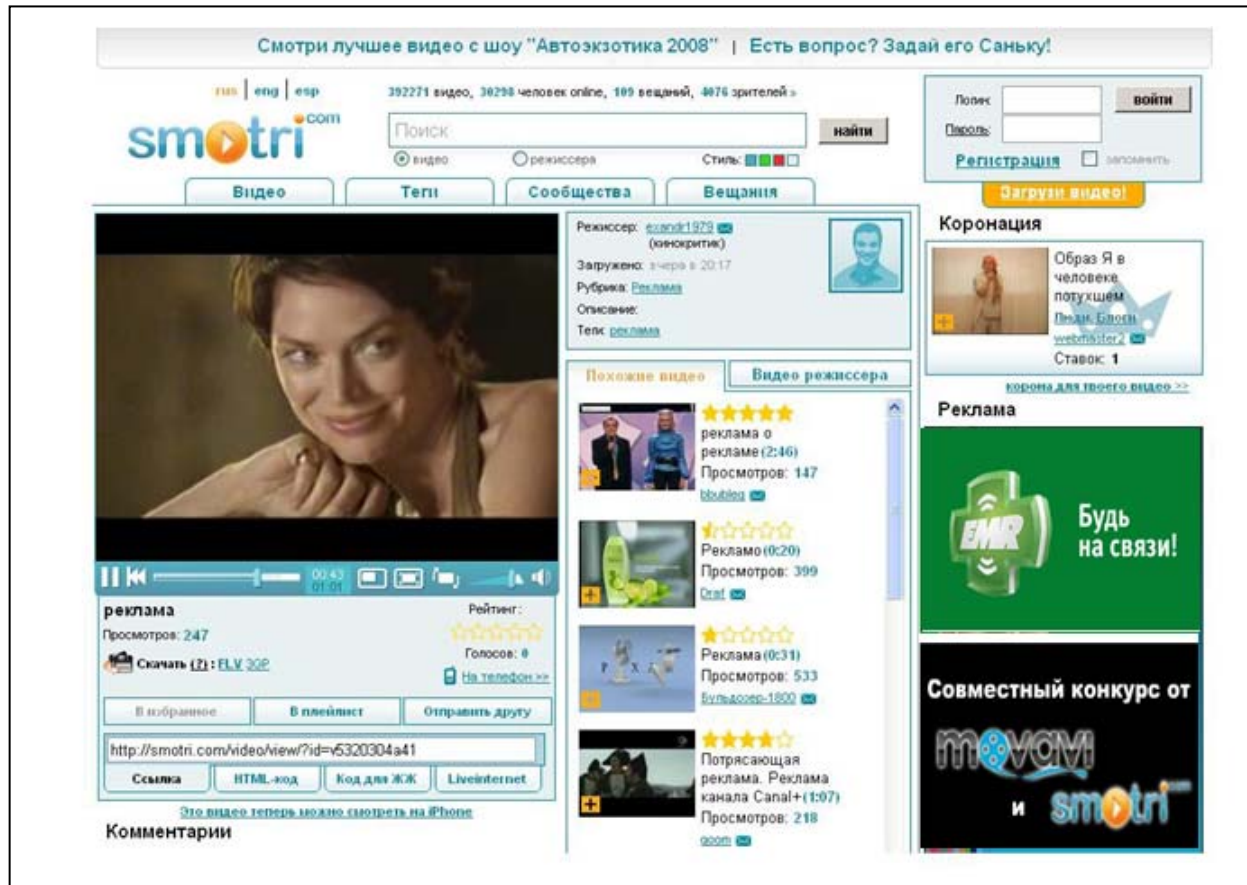 Смотри лучшее видео с шоу "Автоэкзотика 2008" | Есть вопрос? Задай его Саньку!
rus | eng | esp
392271 видео, 30298 человек online, 109 вещаний, 4076 зрителей »
smotri.com
Поиск
найти
видео
режиссера
Стиль:
Логин:
войти
Пароль:
Регистрация
запомнить
Загрузи видео!
Видео
Теги
Сообщества
Вещания
00:43
01:01
реклама
Просмотров: 247
Скачать (?) : FLV 3GP
Рейтинг:
Голосов: 0
На телефон >>
В избранное
В плейлист
Отправить другу
http://smotri.com/video/view/?id=v5320304a41
Ссылка
HTML-код
Код для ЖЖ
Liveinternet
Это видео теперь можно смотреть на iPhone
Комментарии
Режиссер: exandr1979
(кинокритик)
Загружено: вчера в 20:17
Рубрика: Реклама
Описание:
Теги: реклама
Похожие видео
Видео режиссера
реклама о
рекламе (2:46)
Просмотров: 147
bbubleg
Рекламо (0:20)
Просмотров: 399
Draf
Реклама (0:31)
Просмотров: 533
Бульдозер-1800
Потрясающая
реклама. Реклама
канала Canal+ (1:07)
Просмотров: 218
goom
Коронация
Образ Я в
человеке
потухшем
Люди, Блоги
webmaster2
Ставок: 1
корона для твоего видео >>
Реклама
EMR
Будь
на связи!
Совместный конкурс от
movavi
и smotri.com